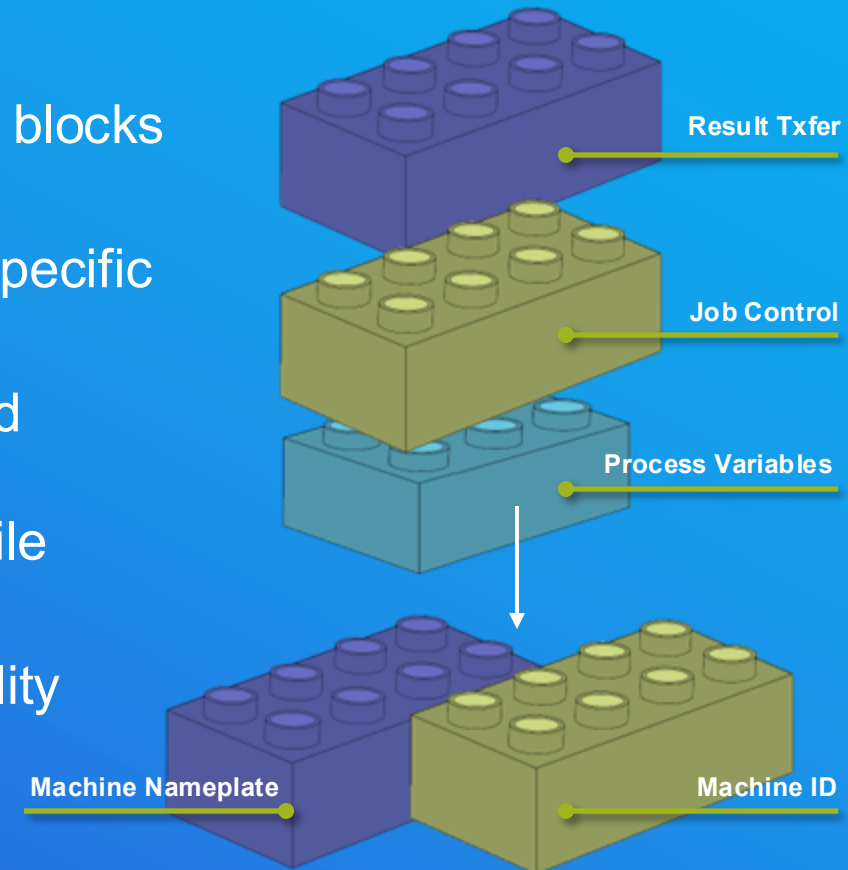 blocks
Result Txfer
pecific
Job Control
d
Process Variables
ile
lity
Machine Nameplate
Machine ID